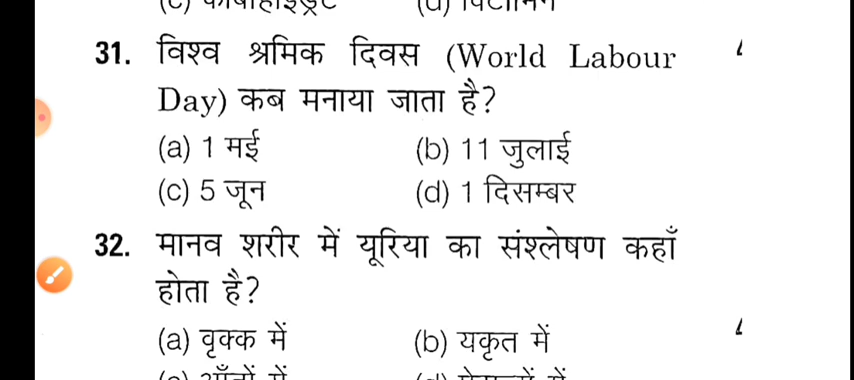 31. विश्व श्रमिक दिवस (World Labour
Day) कब मनाया जाता है?
(a) 1 मई (b) 11 जुलाई
(c) 5 जून (d) 1 दिसम्बर
32. मानव शरीर में यूरिया का संश्लेषण कहाँ
होता है?
(a) वृक्क में (b) यकृत में